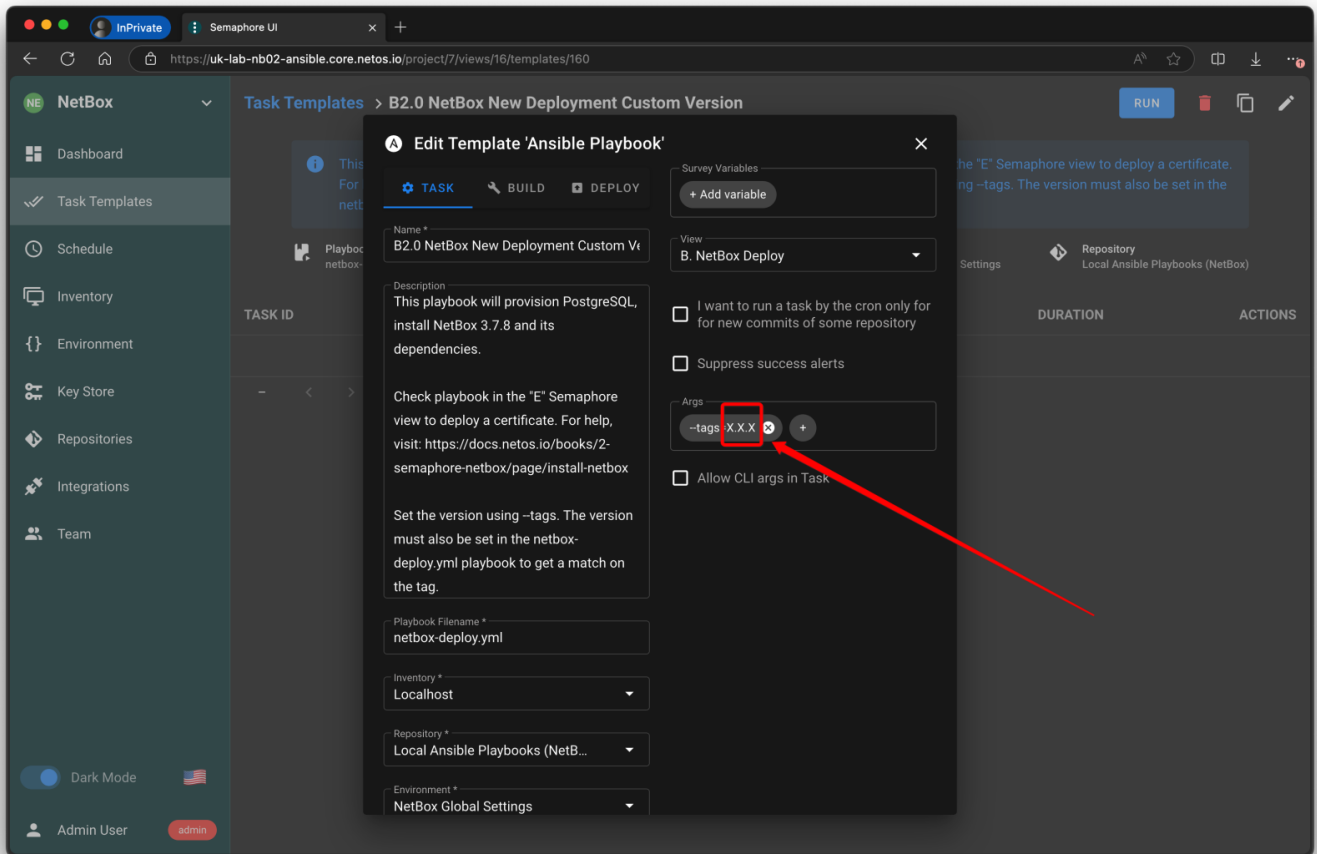 InPrivate
Semaphore UI
https://uk-lab-nb02-ansible.core.netos.io/project/7/views/16/templates/160
NE
NetBox
Task Templates > B2.0 NetBox New Deployment Custom Version
RUN
Dashboard
Task Templates
Schedule
Inventory
{} Environment
Key Store
Repositories
Integrations
Team
Dark Mode
Admin User
admin
This
he "E" Semaphore view to deploy a certificate.
For
ng --tags. The version must also be set in the
netb
Playboo
netbox-
Settings
Repository
Local Ansible Playbooks (NetBox)
TASK ID
DURATION
ACTIONS
A
Edit Template 'Ansible Playbook'
TASK
BUILD
DEPLOY
Name *
B2.0 NetBox New Deployment Custom Ve
Description
This playbook will provision PostgreSQL,
install NetBox 3.7.8 and its
dependencies.
Check playbook in the "E" Semaphore
view to deploy a certificate. For help,
visit: https://docs.netos.io/books/2-
semaphore-netbox/page/install-netbox
Set the version using --tags. The version
must also be set in the netbox-
deploy.yml playbook to get a match on
the tag.
Playbook Filename *
netbox-deploy.yml
Inventory *
Localhost
Repository *
Local Ansible Playbooks (NetB...
Environment *
NetBox Global Settings
Survey Variables
+ Add variable
View
B. NetBox Deploy
I want to run a task by the cron only for
for new commits of some repository
Suppress success alerts
Args
--tags=X.X.X
+
Allow CLI args in Task